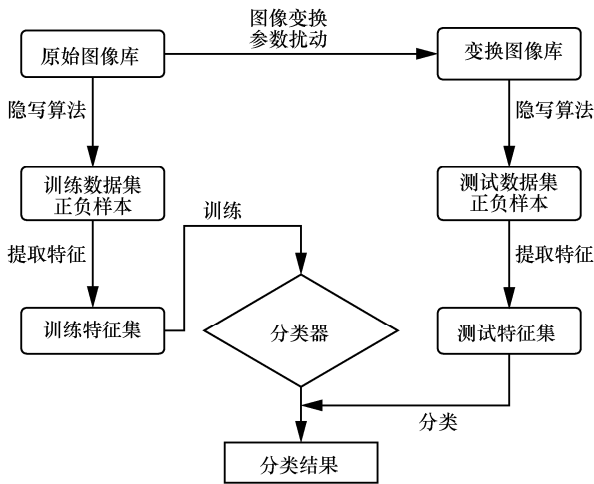 图像变换
参数扰动
原始图像库
变换图像库
隐写算法
隐写算法
训练数据集
正负样本
测试数据集
正负样本
训练
提取特征
提取特征
训练特征集
分类器
测试特征集
分类
分类结果